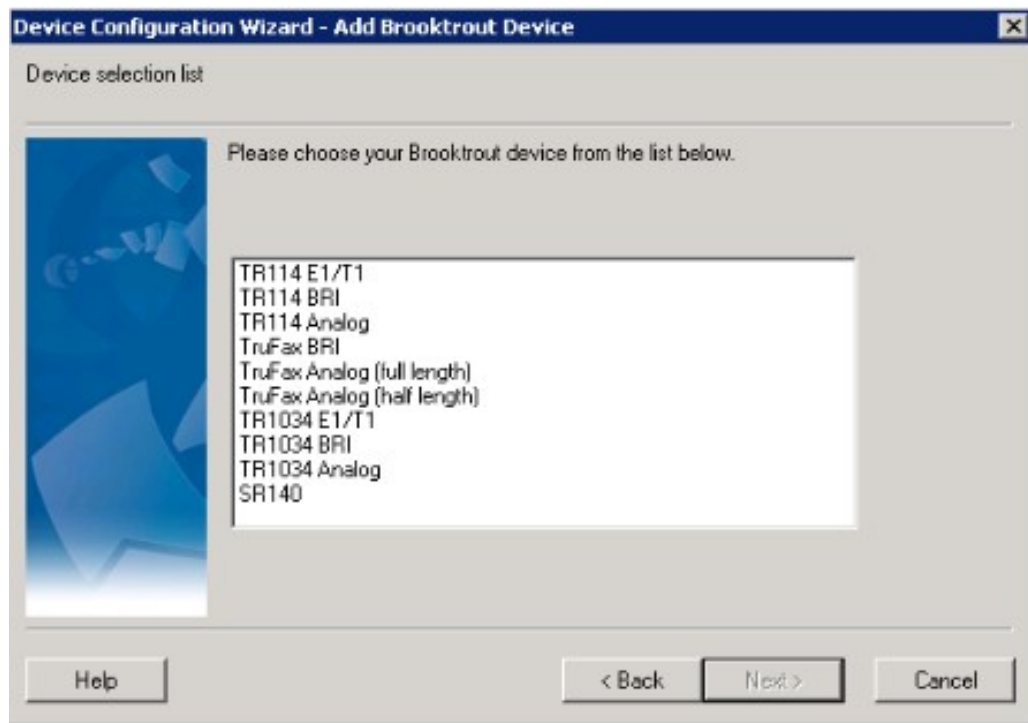 Device Configuration Wizard - Add Brooktrout Device
Device selection list
Please choose your Brooktrout device from the list below.
TR114 E1/T1
TR114 BRI
TR114 Analog
TruFax BRI
TruFax Analog (full length)
TruFax Analog (half length)
TR1034 E1/T1
TR1034 BRI
TR1034 Analog
SR140
Help
< Back
Next >
Cancel